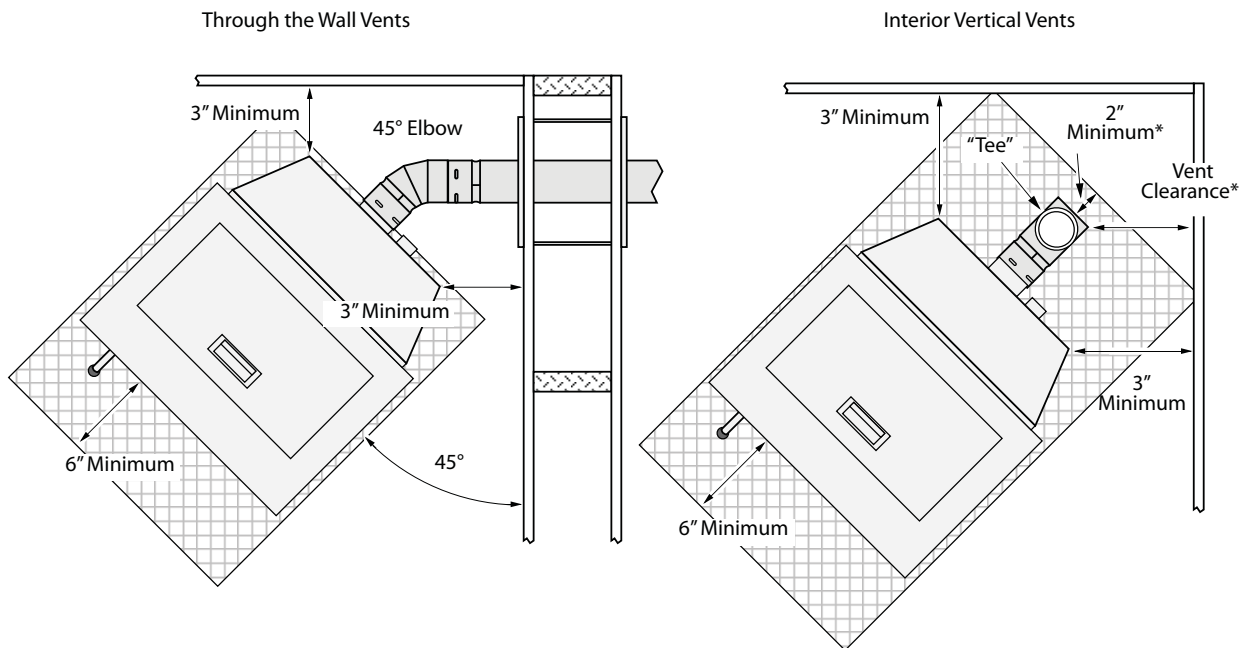 Through the Wall Vents
3” Minimum
45° Elbow
3” Minimum
6” Minimum
45°
Interior Vertical Vents
3” Minimum
2”
Minimum*
“Tee”
Vent
Clearance*
3”
Minimum
6” Minimum